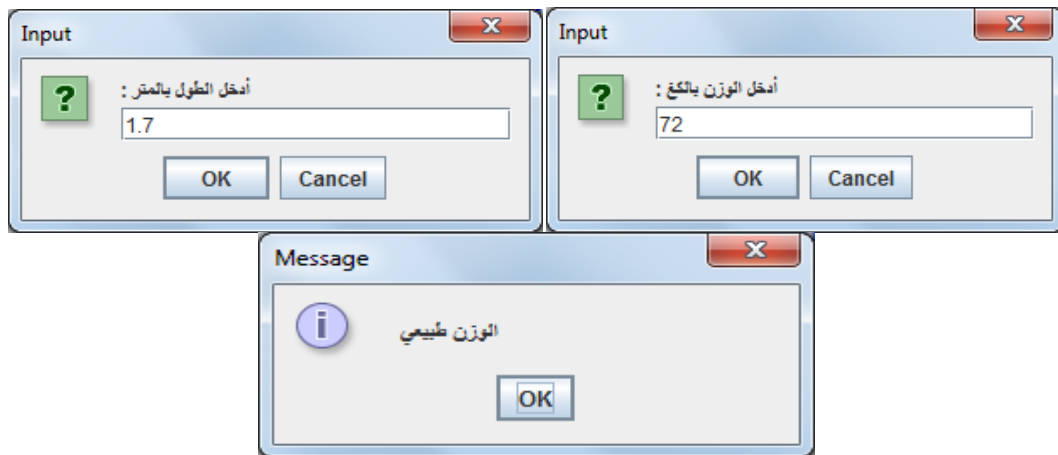 Input
أدخل الطول بالمتر :
1.7
OK
Cancel
Input
أدخل الوزن بالكغ :
72
OK
Cancel
Message
الوزن طبيعي
OK